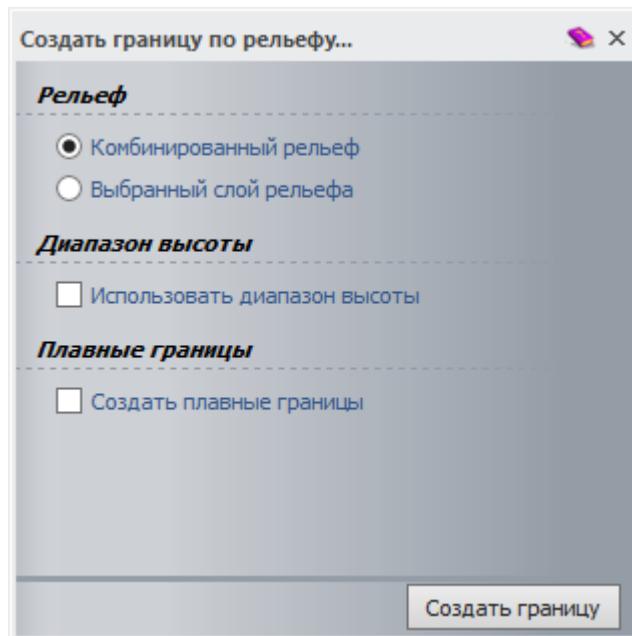 Создать границу по рельефу...
Рельеф
Комбинированный рельеф
Выбранный слой рельефа
Диапазон высоты
Использовать диапазон высоты
Плавные границы
Создать плавные границы
Создать границу